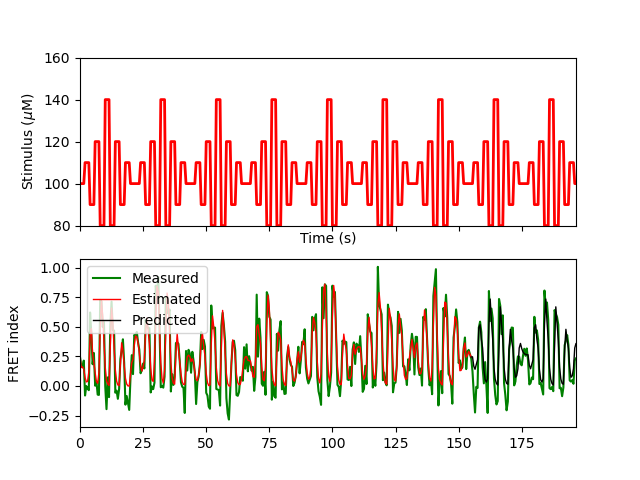 160
140
120
100
80
Stimulus (μM)
Time (s)
1.00
0.75
0.50
0.25
0.00
−0.25
FRET index
Measured
Estimated
Predicted
0 25 50 75 100 125 150 175